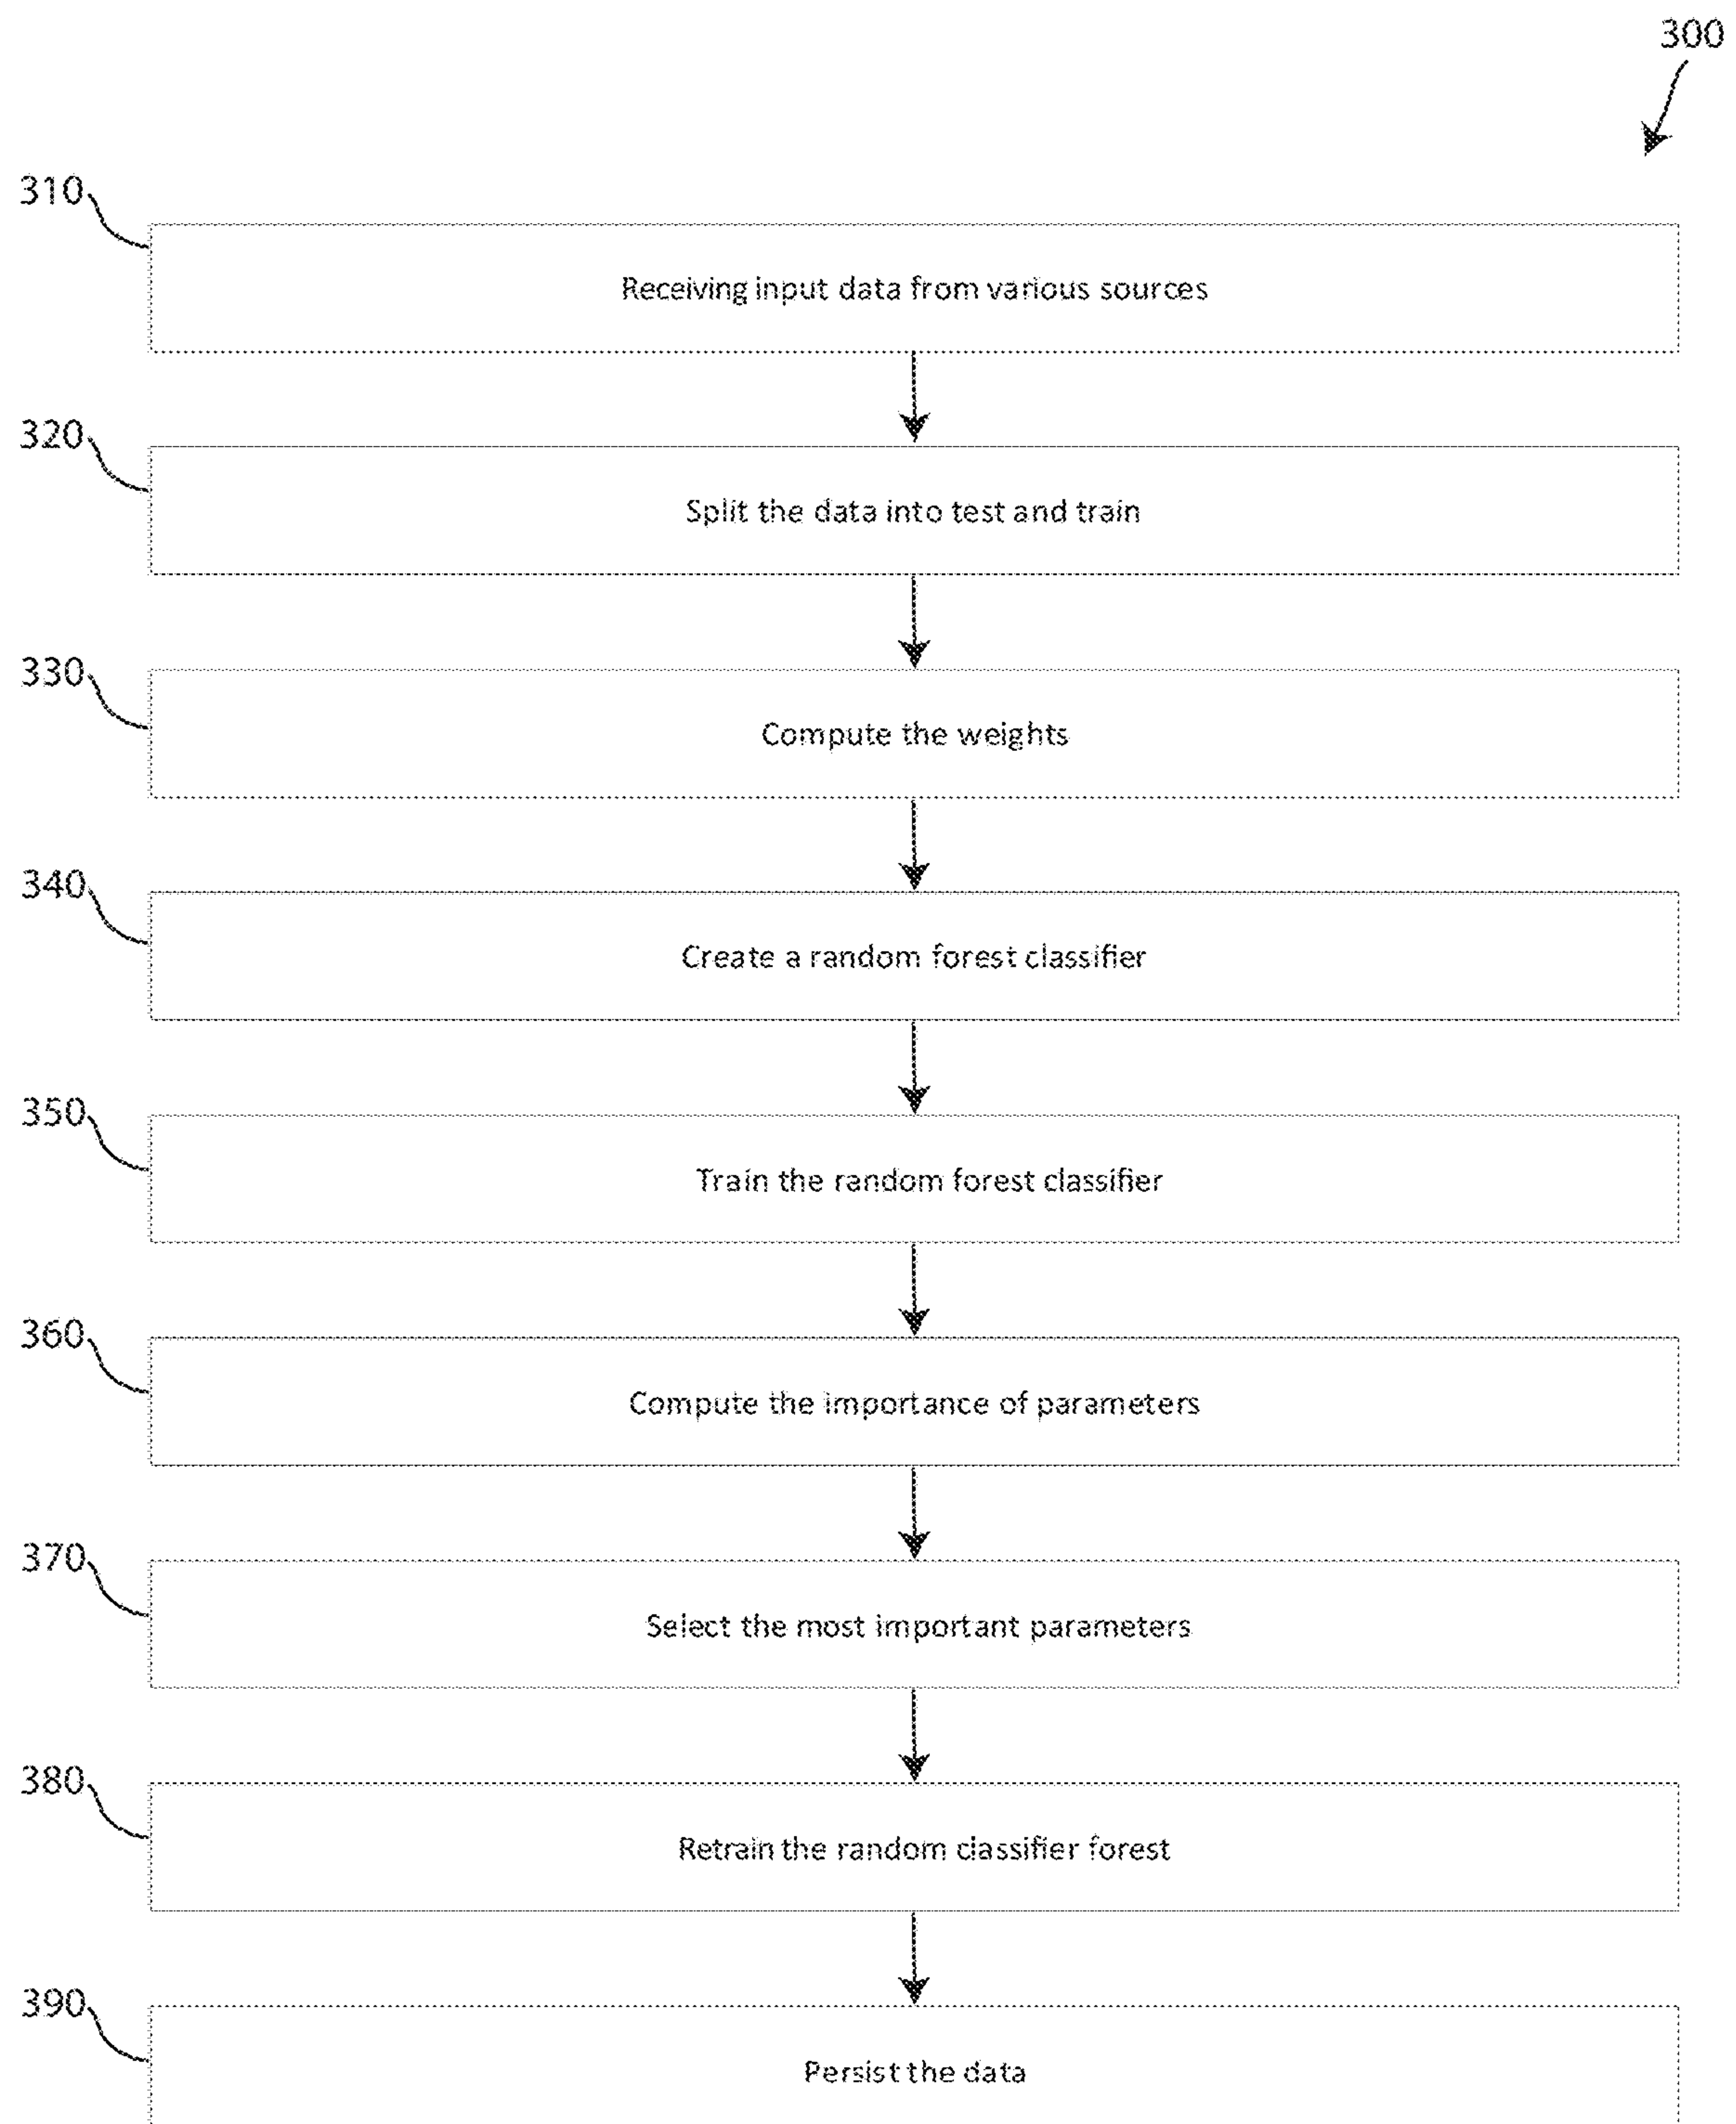 300
310
Receiving input data from various sources
320
Split the data into test and train
330
Compute the weights
340
Create a random forest classifier
350
Train the random forest classifier
360
Compute the importance of parameters
370
Select the most important parameters
380
Retrain the random classifier forest
390
Persist the data